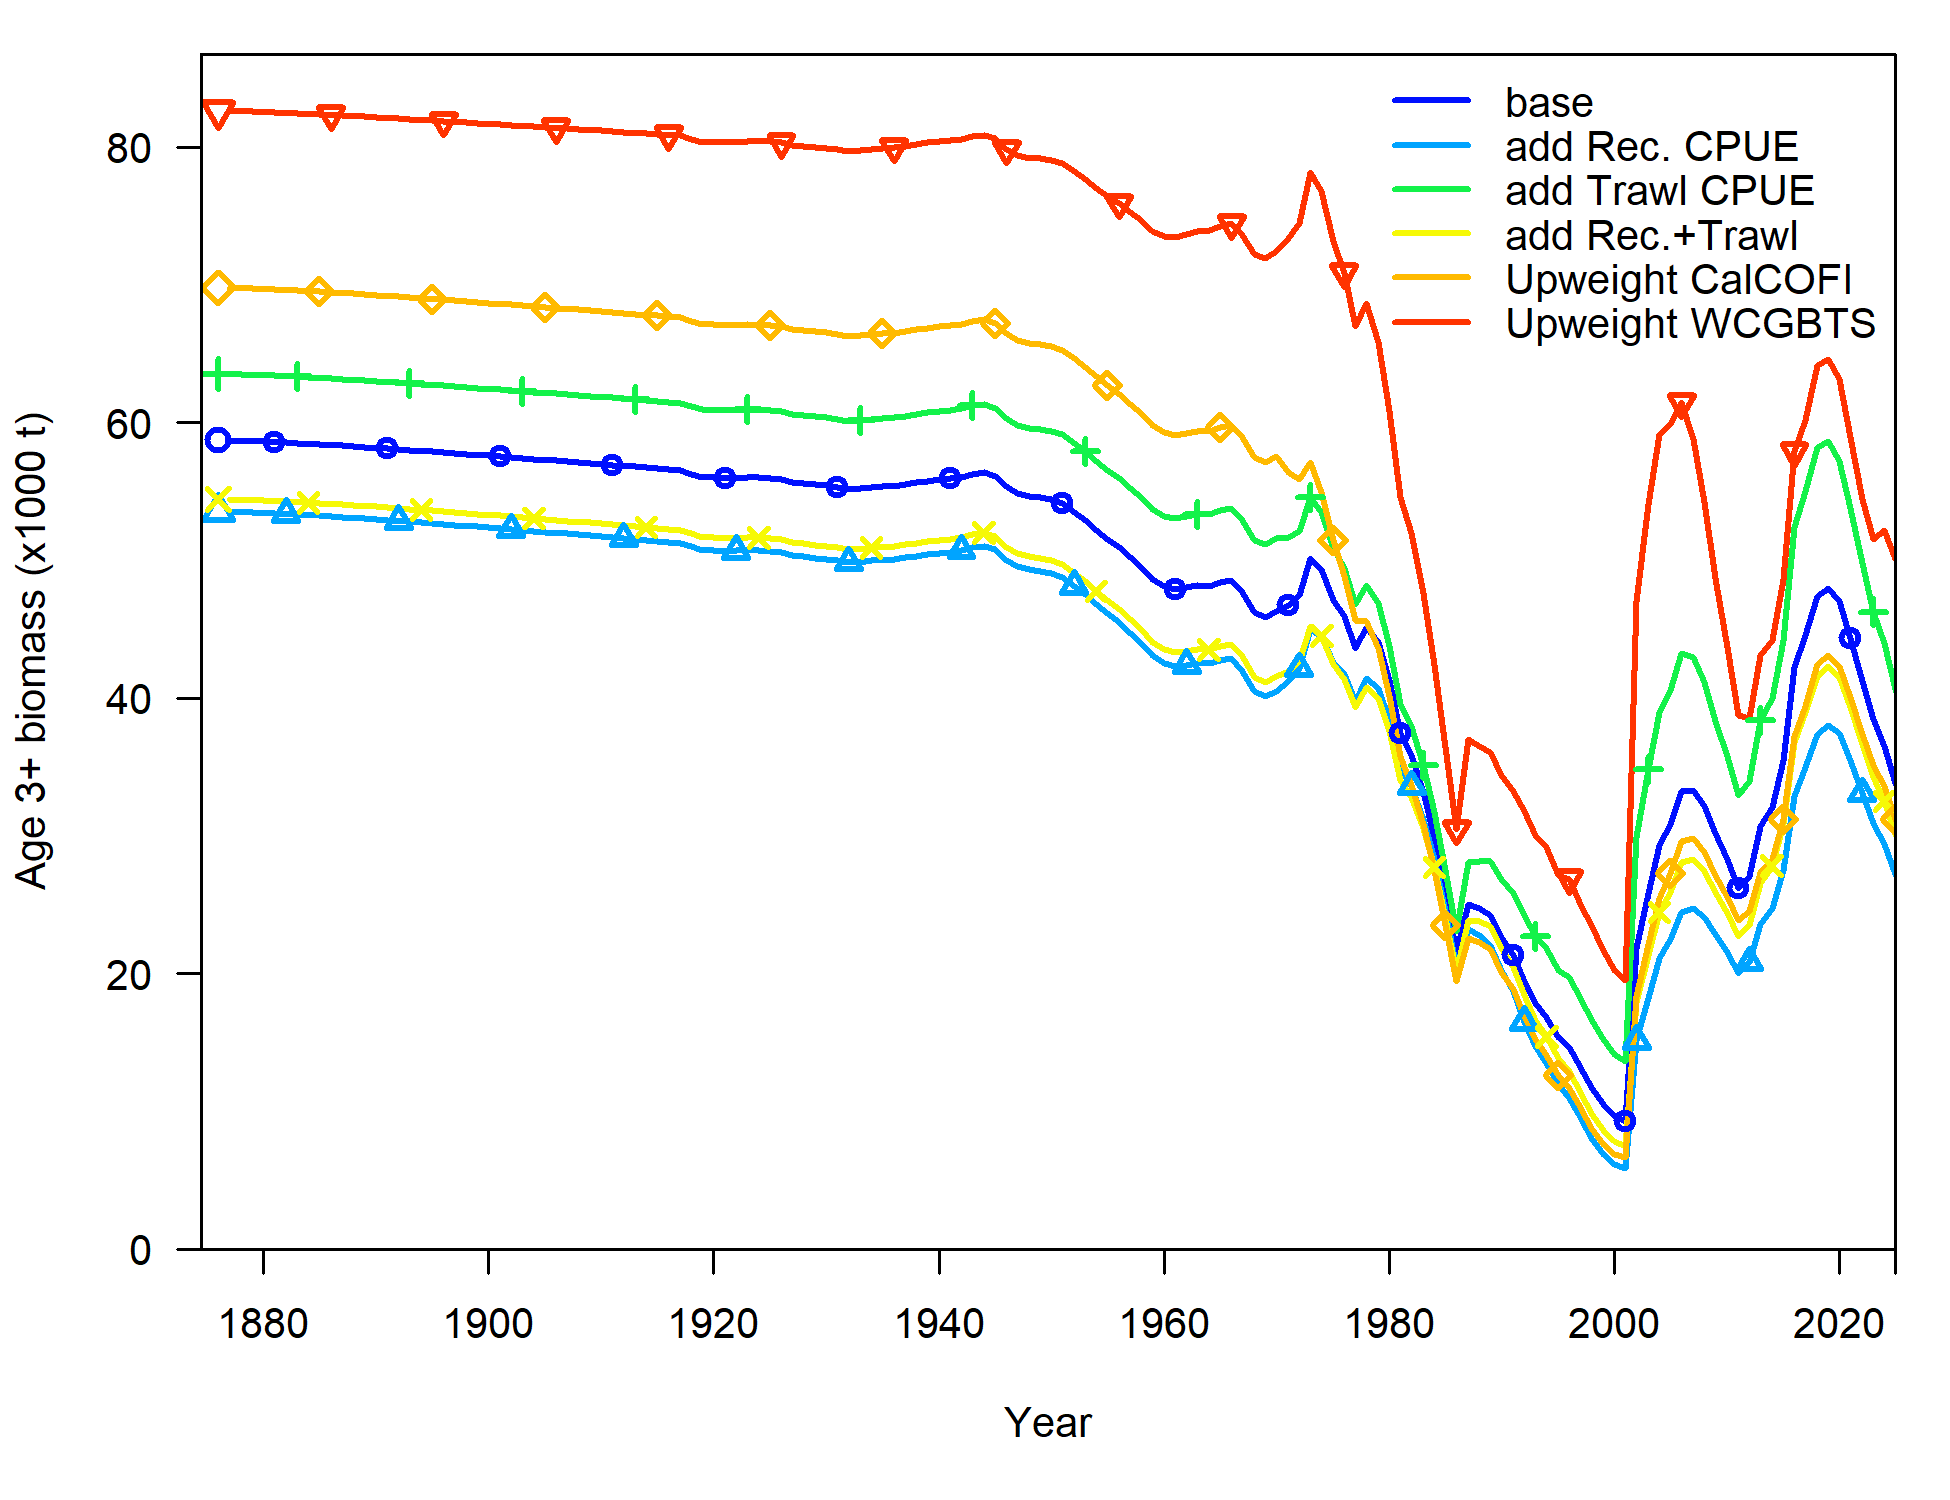 base
add Rec. CPUE
add Trawl CPUE
add Rec.+Trawl
Upweight CalCOFI
Upweight WCGBTS
80
60
40
20
0
Age 3+ biomass (x1000 t)
1880 1900 1920 1940 1960 1980 2000 2020
Year